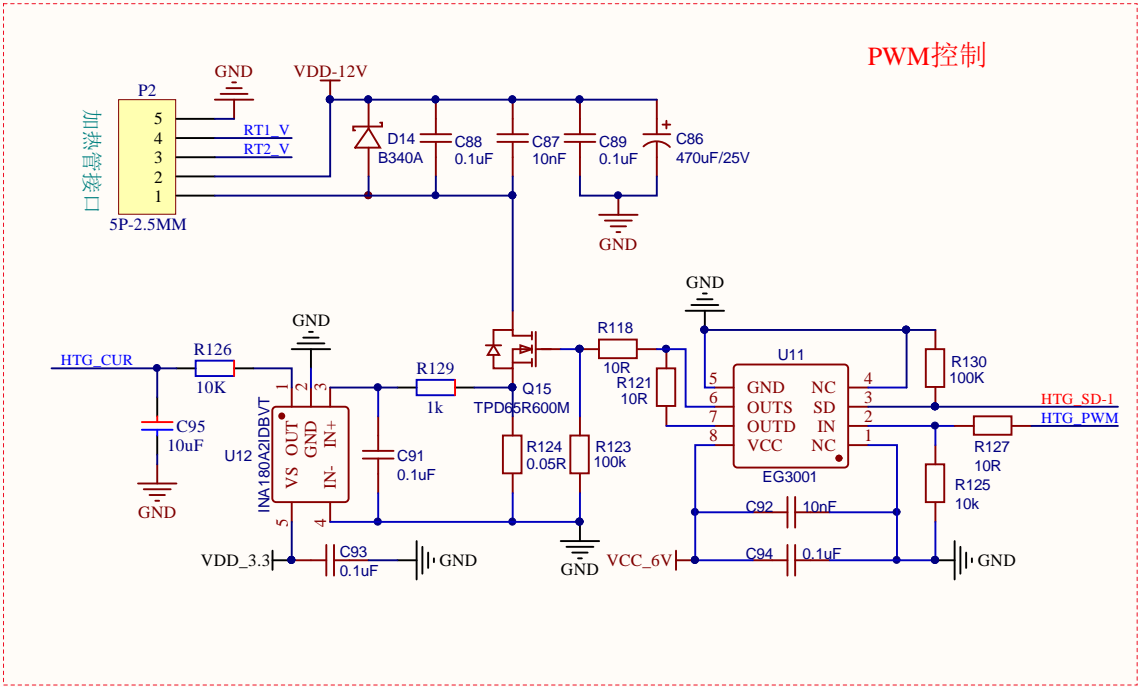 PWM控制
GND
VDD-12V
P2
加热管接口
5
4
3
2
1
RT1_V
RT2_V
5P-2.5MM
D14
B340A
C88
0.1uF
C87
10nF
C89
0.1uF
C86
470uF/25V
GND
GND
GND
HTG_CUR
R126
10K
C95
10uF
GND
U12
INA180A2IDBVT
1
2
3
OUT
GND
IN+
VS
IN-
5
4
R129
1k
C91
0.1uF
Q15
TPD65R600M
R124
0.05R
R123
100k
R118
10R
R121
10R
U11
5
6
7
8
GND
OUTS
OUTD
VCC
NC
SD
IN
NC
4
3
2
1
EG3001
R130
100K
HTG_SD-1
HTG_PWM
R127
10R
R125
10k
C92
10nF
C94
0.1uF
VCC_6V
GND
VDD_3.3
C93
0.1uF
GND
GND